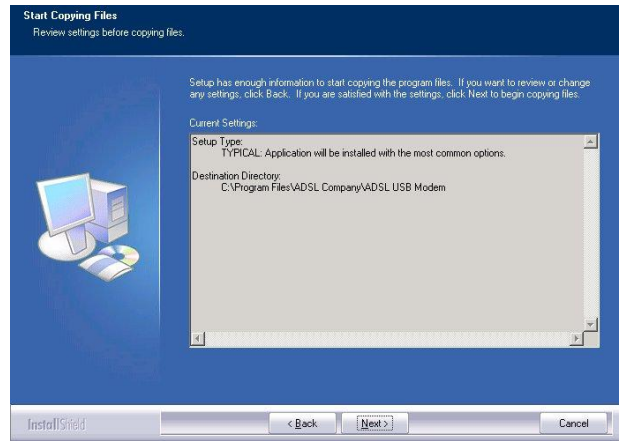 Start Copying Files
Review settings before copying files.
Setup has enough information to start copying the program files. If you want to review or change
any settings, click Back. If you are satisfied with the settings, click Next to begin copying files.
Current Settings:
Setup Type:
TYPICAL: Application will be installed with the most common options.
Destination Directory:
C:\Program Files\ADSL Company\ADSL USB Modem
InstallShield
< Back
Next >
Cancel